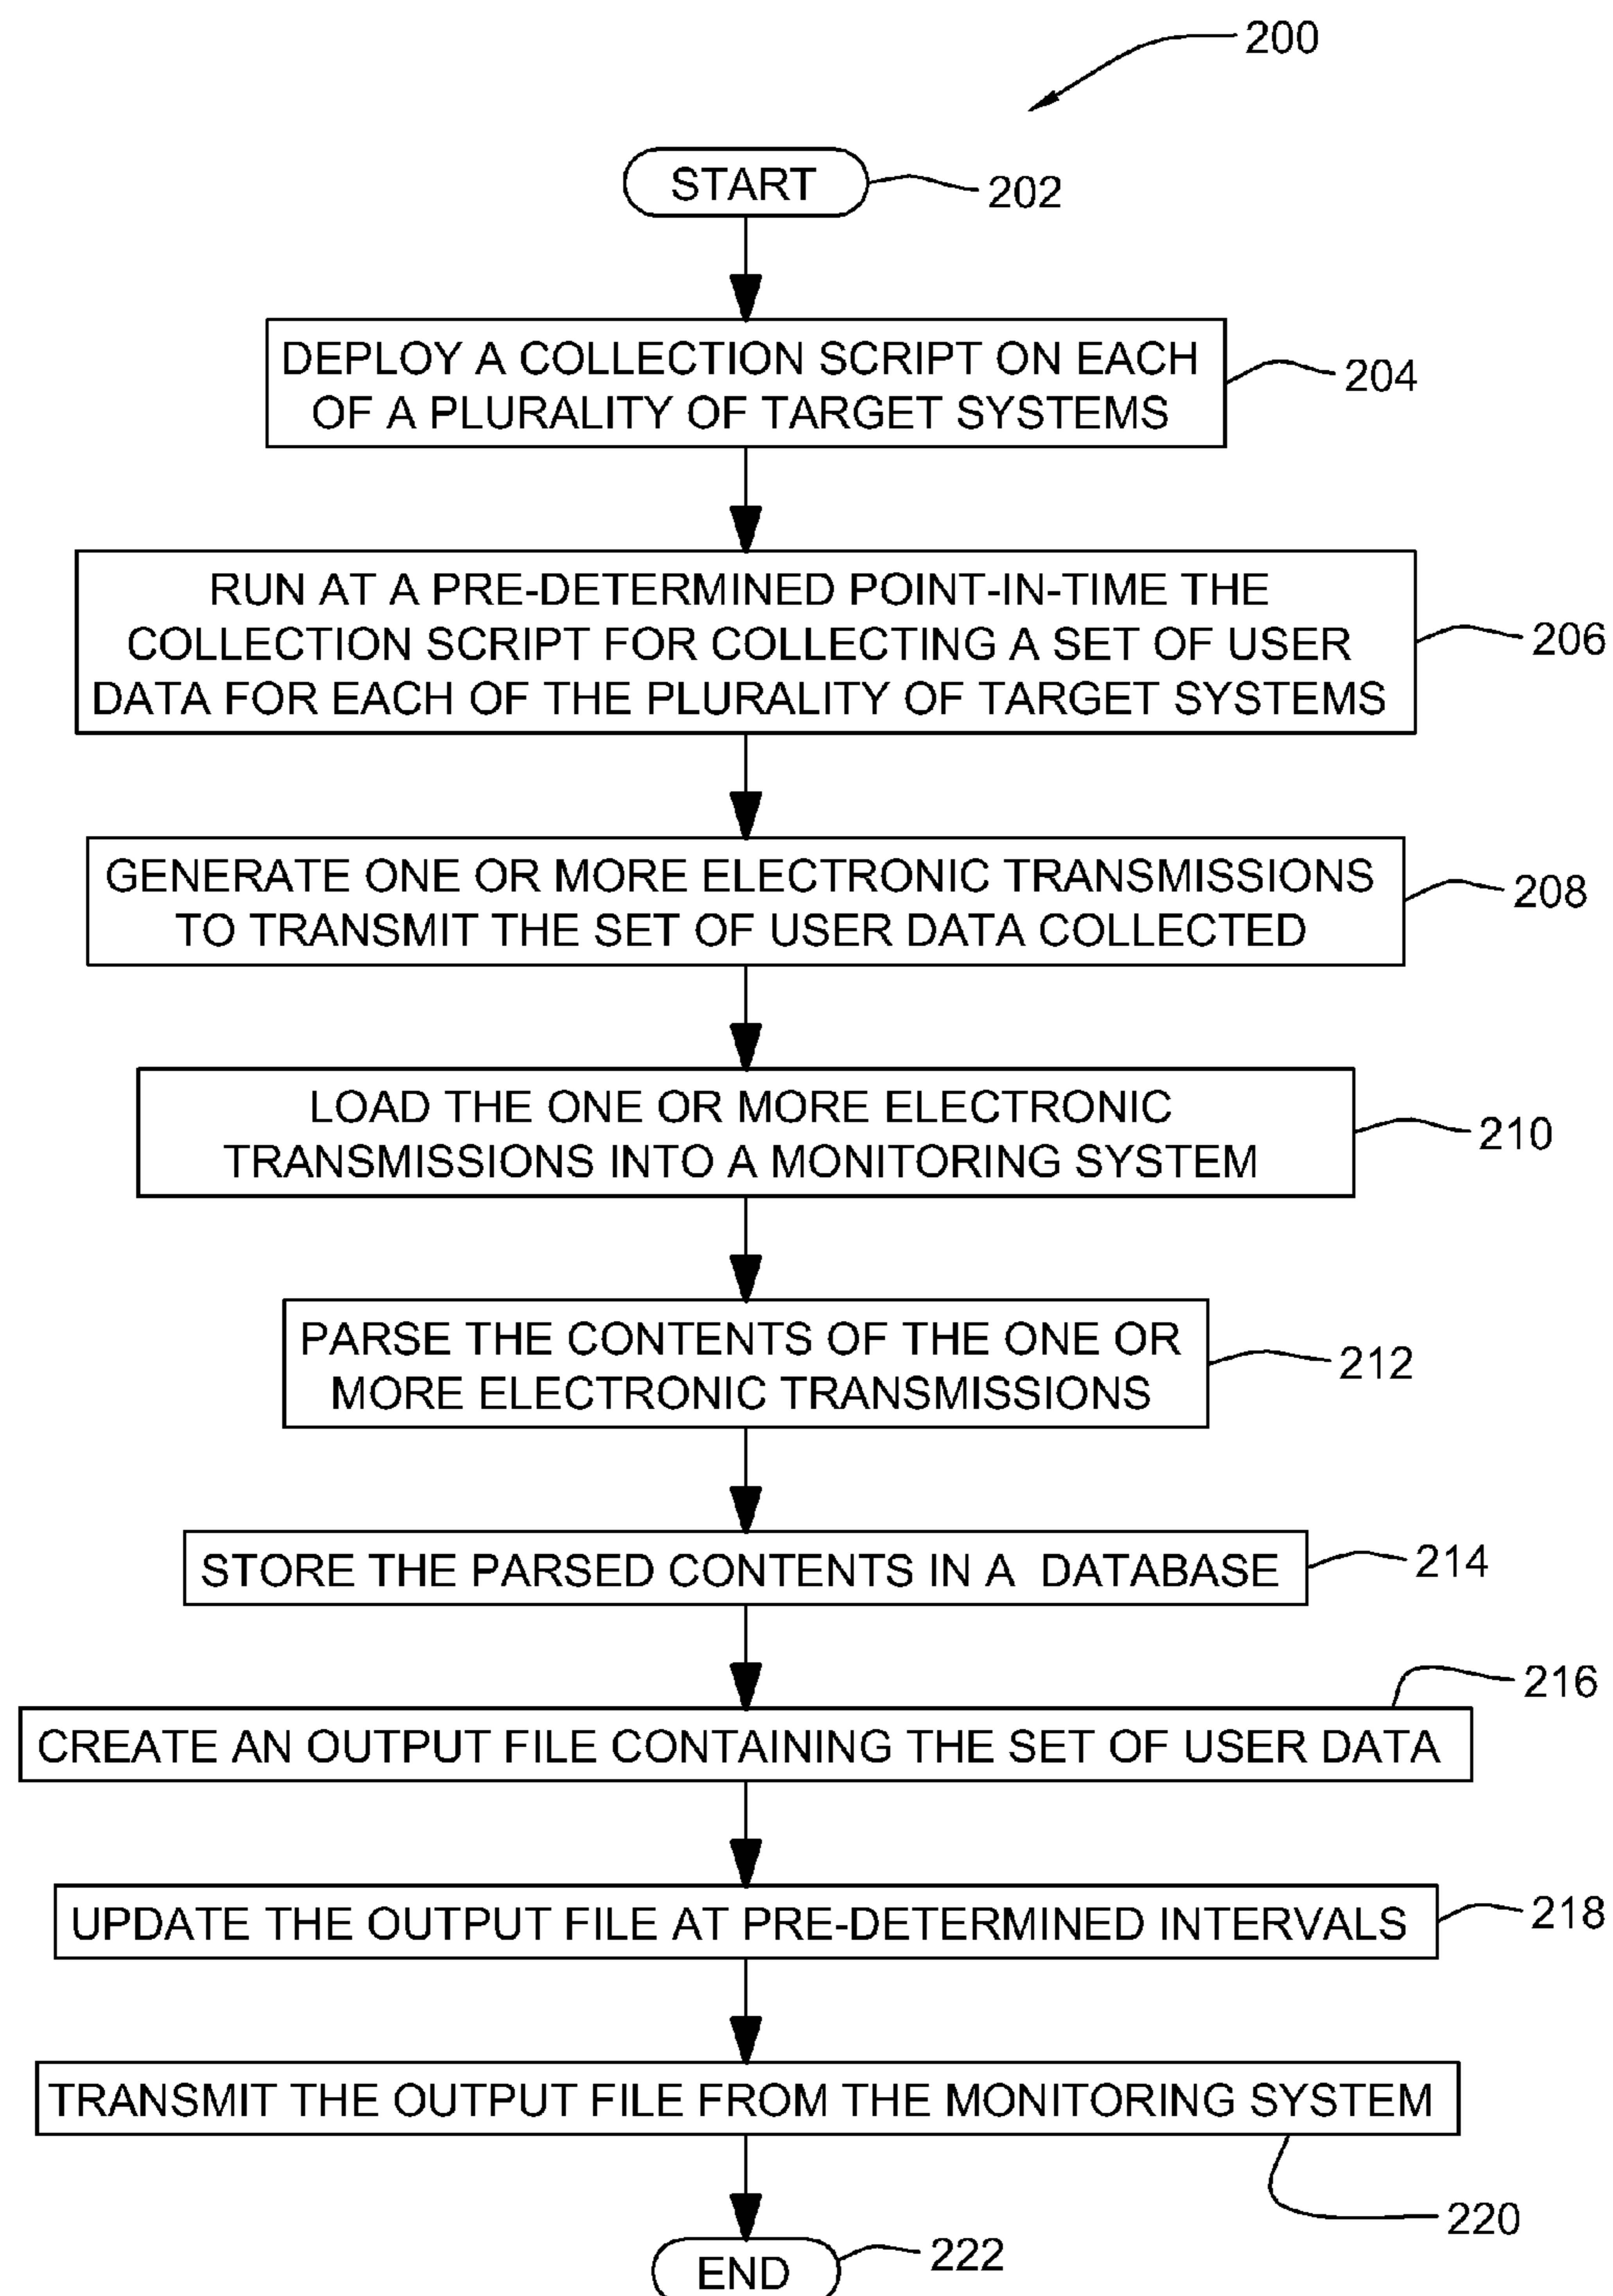 200
START
202
DEPLOY A COLLECTION SCRIPT ON EACH
OF A PLURALITY OF TARGET SYSTEMS
204
RUN AT A PRE-DETERMINED POINT-IN-TIME THE
COLLECTION SCRIPT FOR COLLECTING A SET OF USER
DATA FOR EACH OF THE PLURALITY OF TARGET SYSTEMS
206
GENERATE ONE OR MORE ELECTRONIC TRANSMISSIONS
TO TRANSMIT THE SET OF USER DATA COLLECTED
208
LOAD THE ONE OR MORE ELECTRONIC
TRANSMISSIONS INTO A MONITORING SYSTEM
210
PARSE THE CONTENTS OF THE ONE OR
MORE ELECTRONIC TRANSMISSIONS
212
STORE THE PARSED CONTENTS IN A DATABASE
214
216
CREATE AN OUTPUT FILE CONTAINING THE SET OF USER DATA
UPDATE THE OUTPUT FILE AT PRE-DETERMINED INTERVALS
218
TRANSMIT THE OUTPUT FILE FROM THE MONITORING SYSTEM
220
END
222